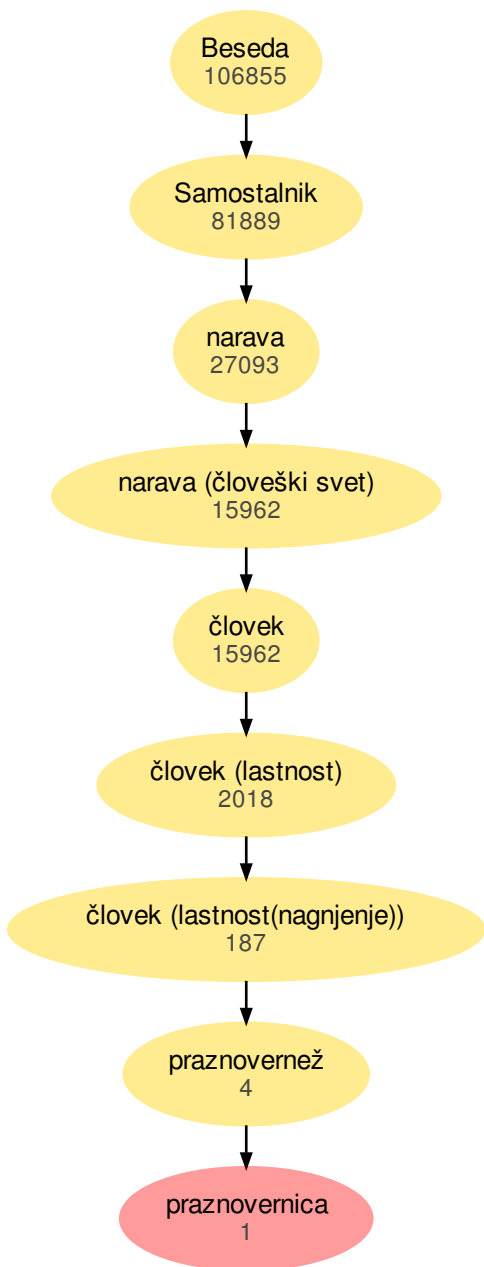 Beseda
106855
Samostalnik
81889
narava
27093
narava (človeški svet)
15962
človek
15962
človek (lastnost)
2018
človek (lastnost(nagnjenje))
187
praznovernež
4
praznovernica
1